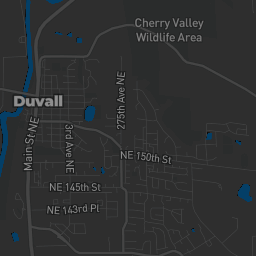 Cherry Valley
Wildlife Area
275th Ave NE
Duvall
Main St NE
3rd Ave NE
NE 150th St
NE 145th St
NE 143rd Pl